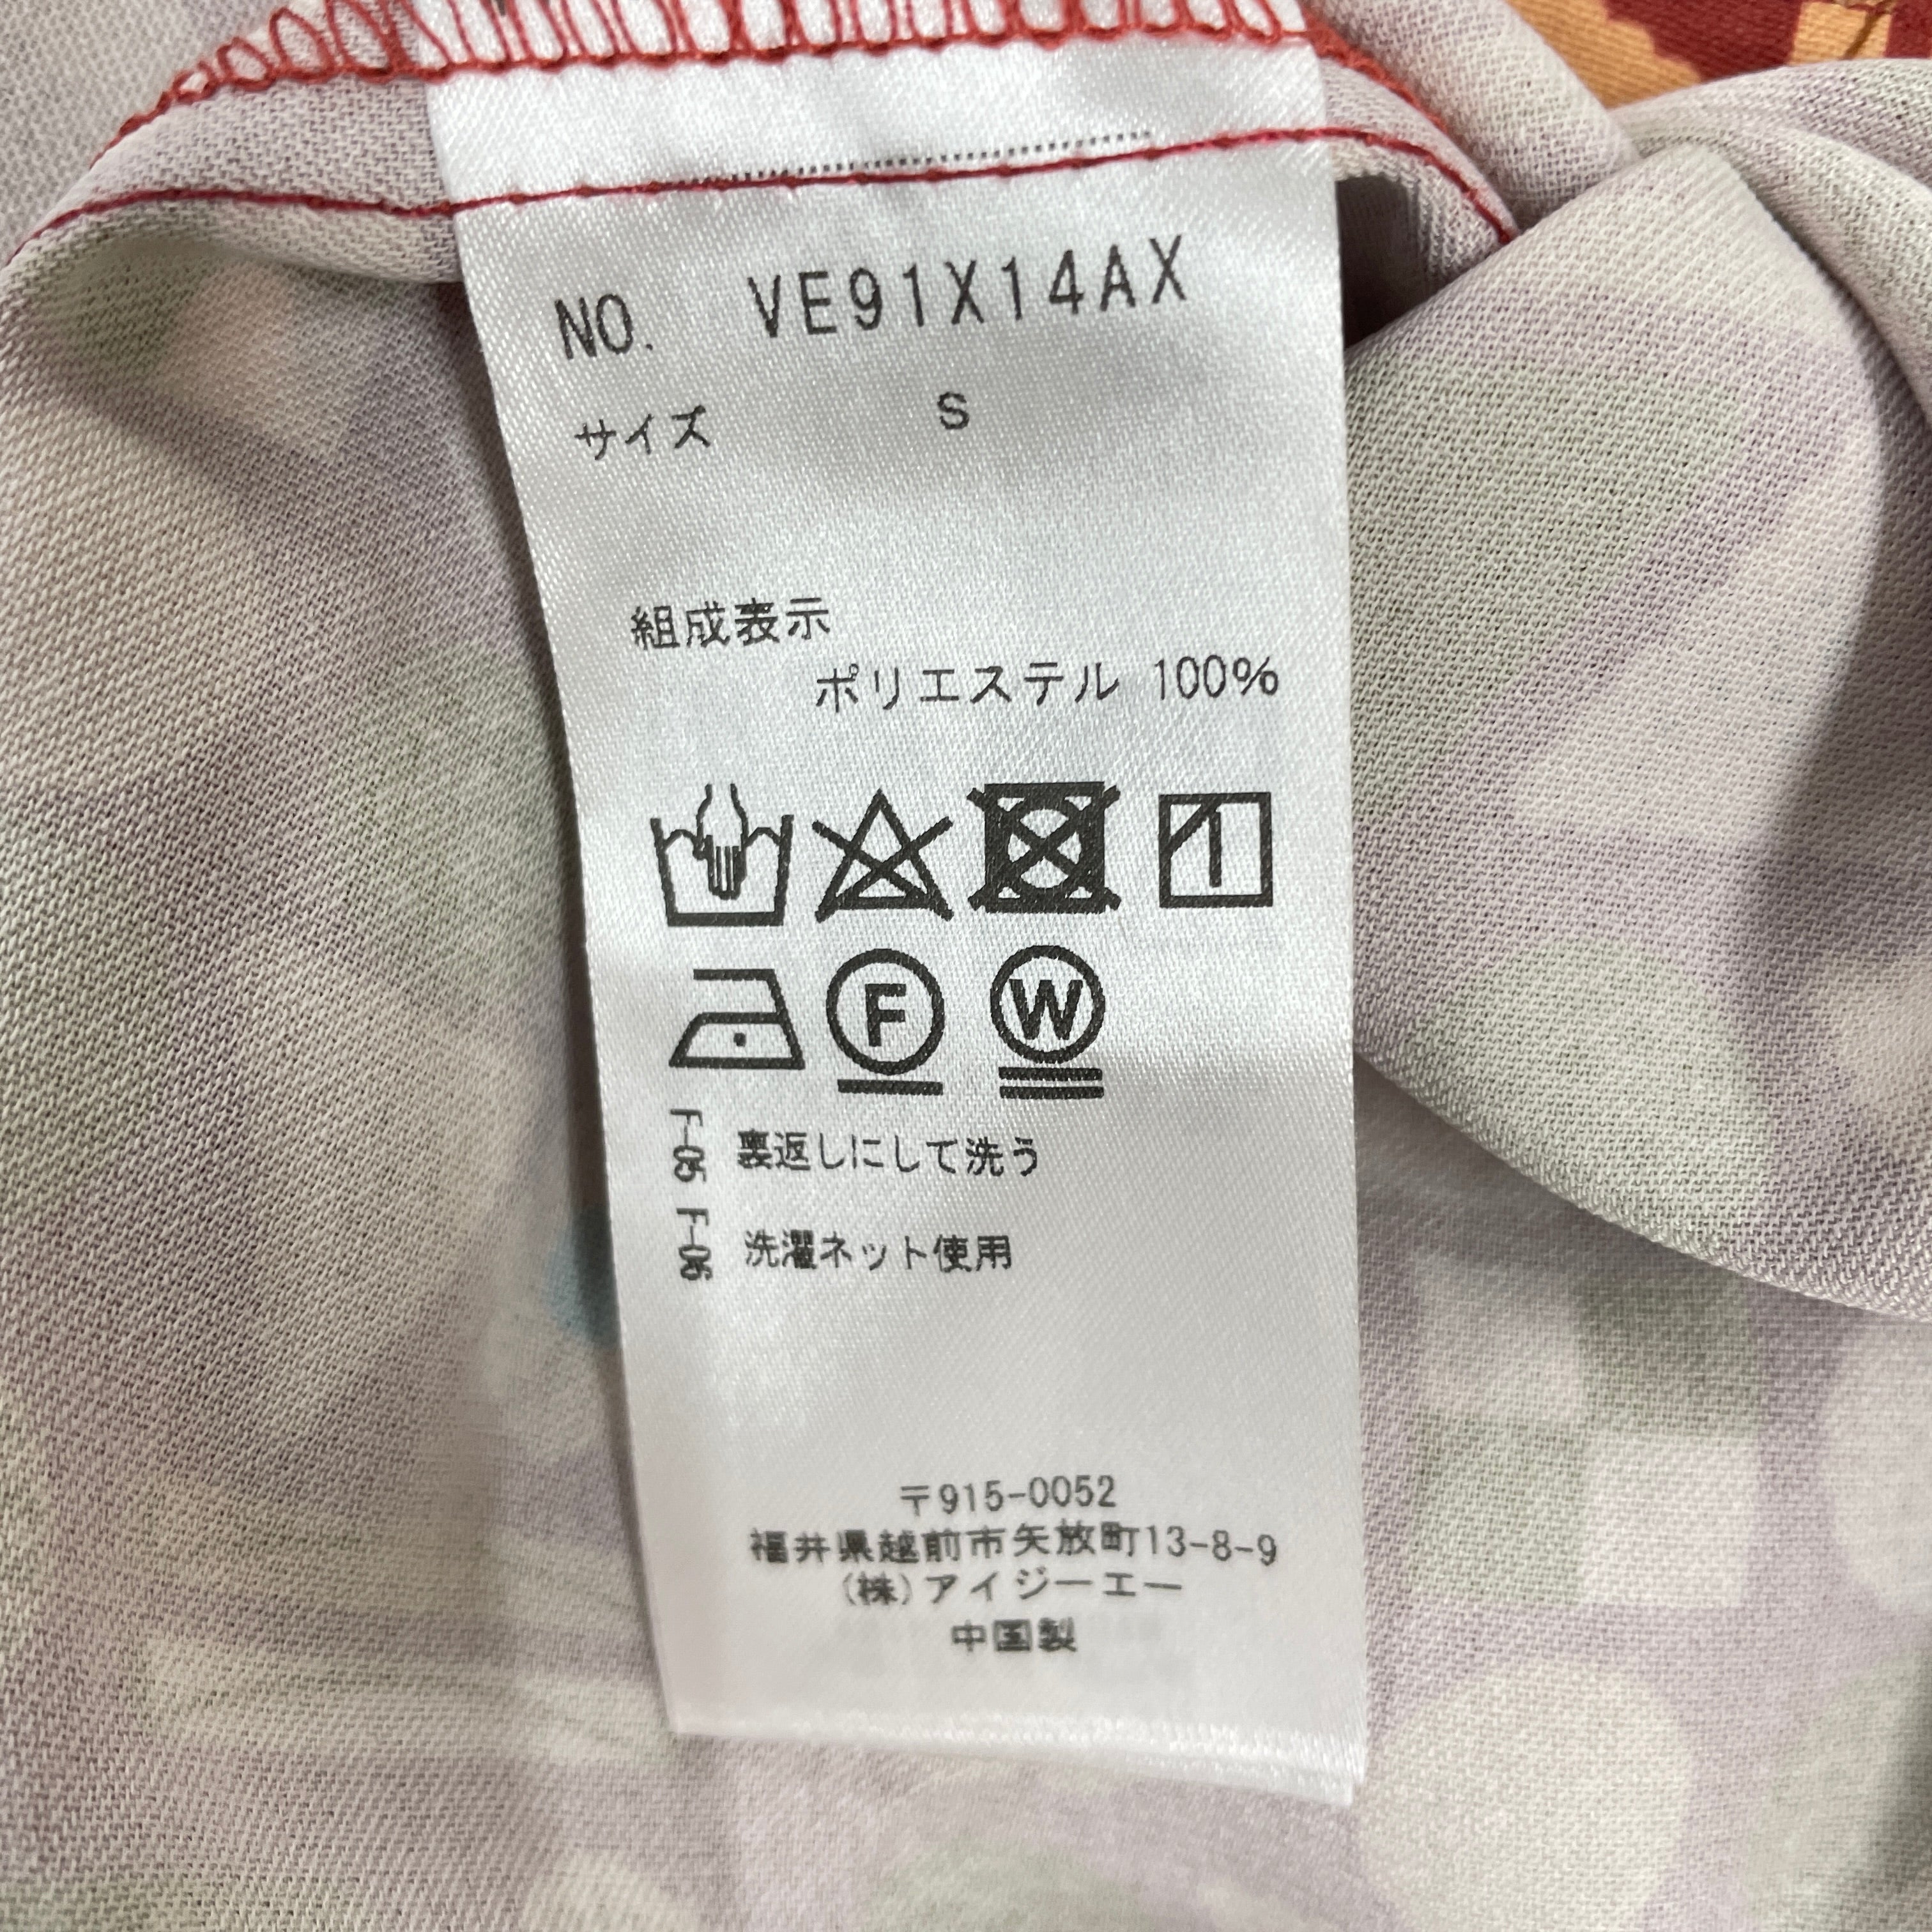 NO. VE91X14AX
サイズ S
組成表示
ポリエステル 100%
F
W
F-05 裏返しにして洗う
F-06 洗濯ネット使用
〒915-0052
福井県越前市矢放町13-8-9
(株)アイジーエー
中国製